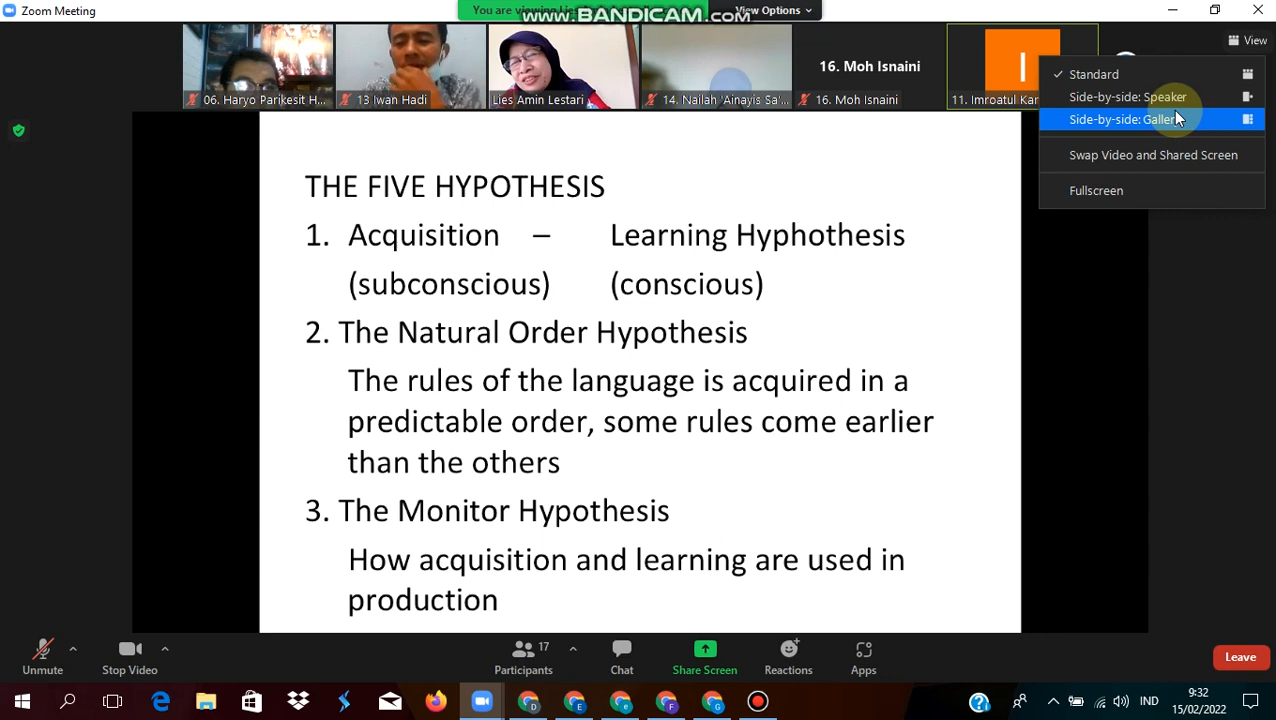 Zoom Meeting
You are viewing Lies
www.BANDICAM.com
View Options
View
06. Haryo Parikesit H...
13 Iwan Hadi
Lies Amin Lestari
14. Nailah 'Ainayis Sa'...
16. Moh Isnaini
16. Moh Isnaini
I
11. Imroatul Kar
Standard
Side-by-side: Speaker
Side-by-side: Gallery
Swap Video and Shared Screen
Fullscreen
THE FIVE HYPOTHESIS
1. Acquisition – Learning Hyphothesis
(subconscious) (conscious)
2. The Natural Order Hypothesis
The rules of the language is acquired in a
predictable order, some rules come earlier
than the others
3. The Monitor Hypothesis
How acquisition and learning are used in
production
Unmute
Stop Video
17
Participants
Chat
Share Screen
Reactions
Apps
Leave
IND
9:32
15/02/2022